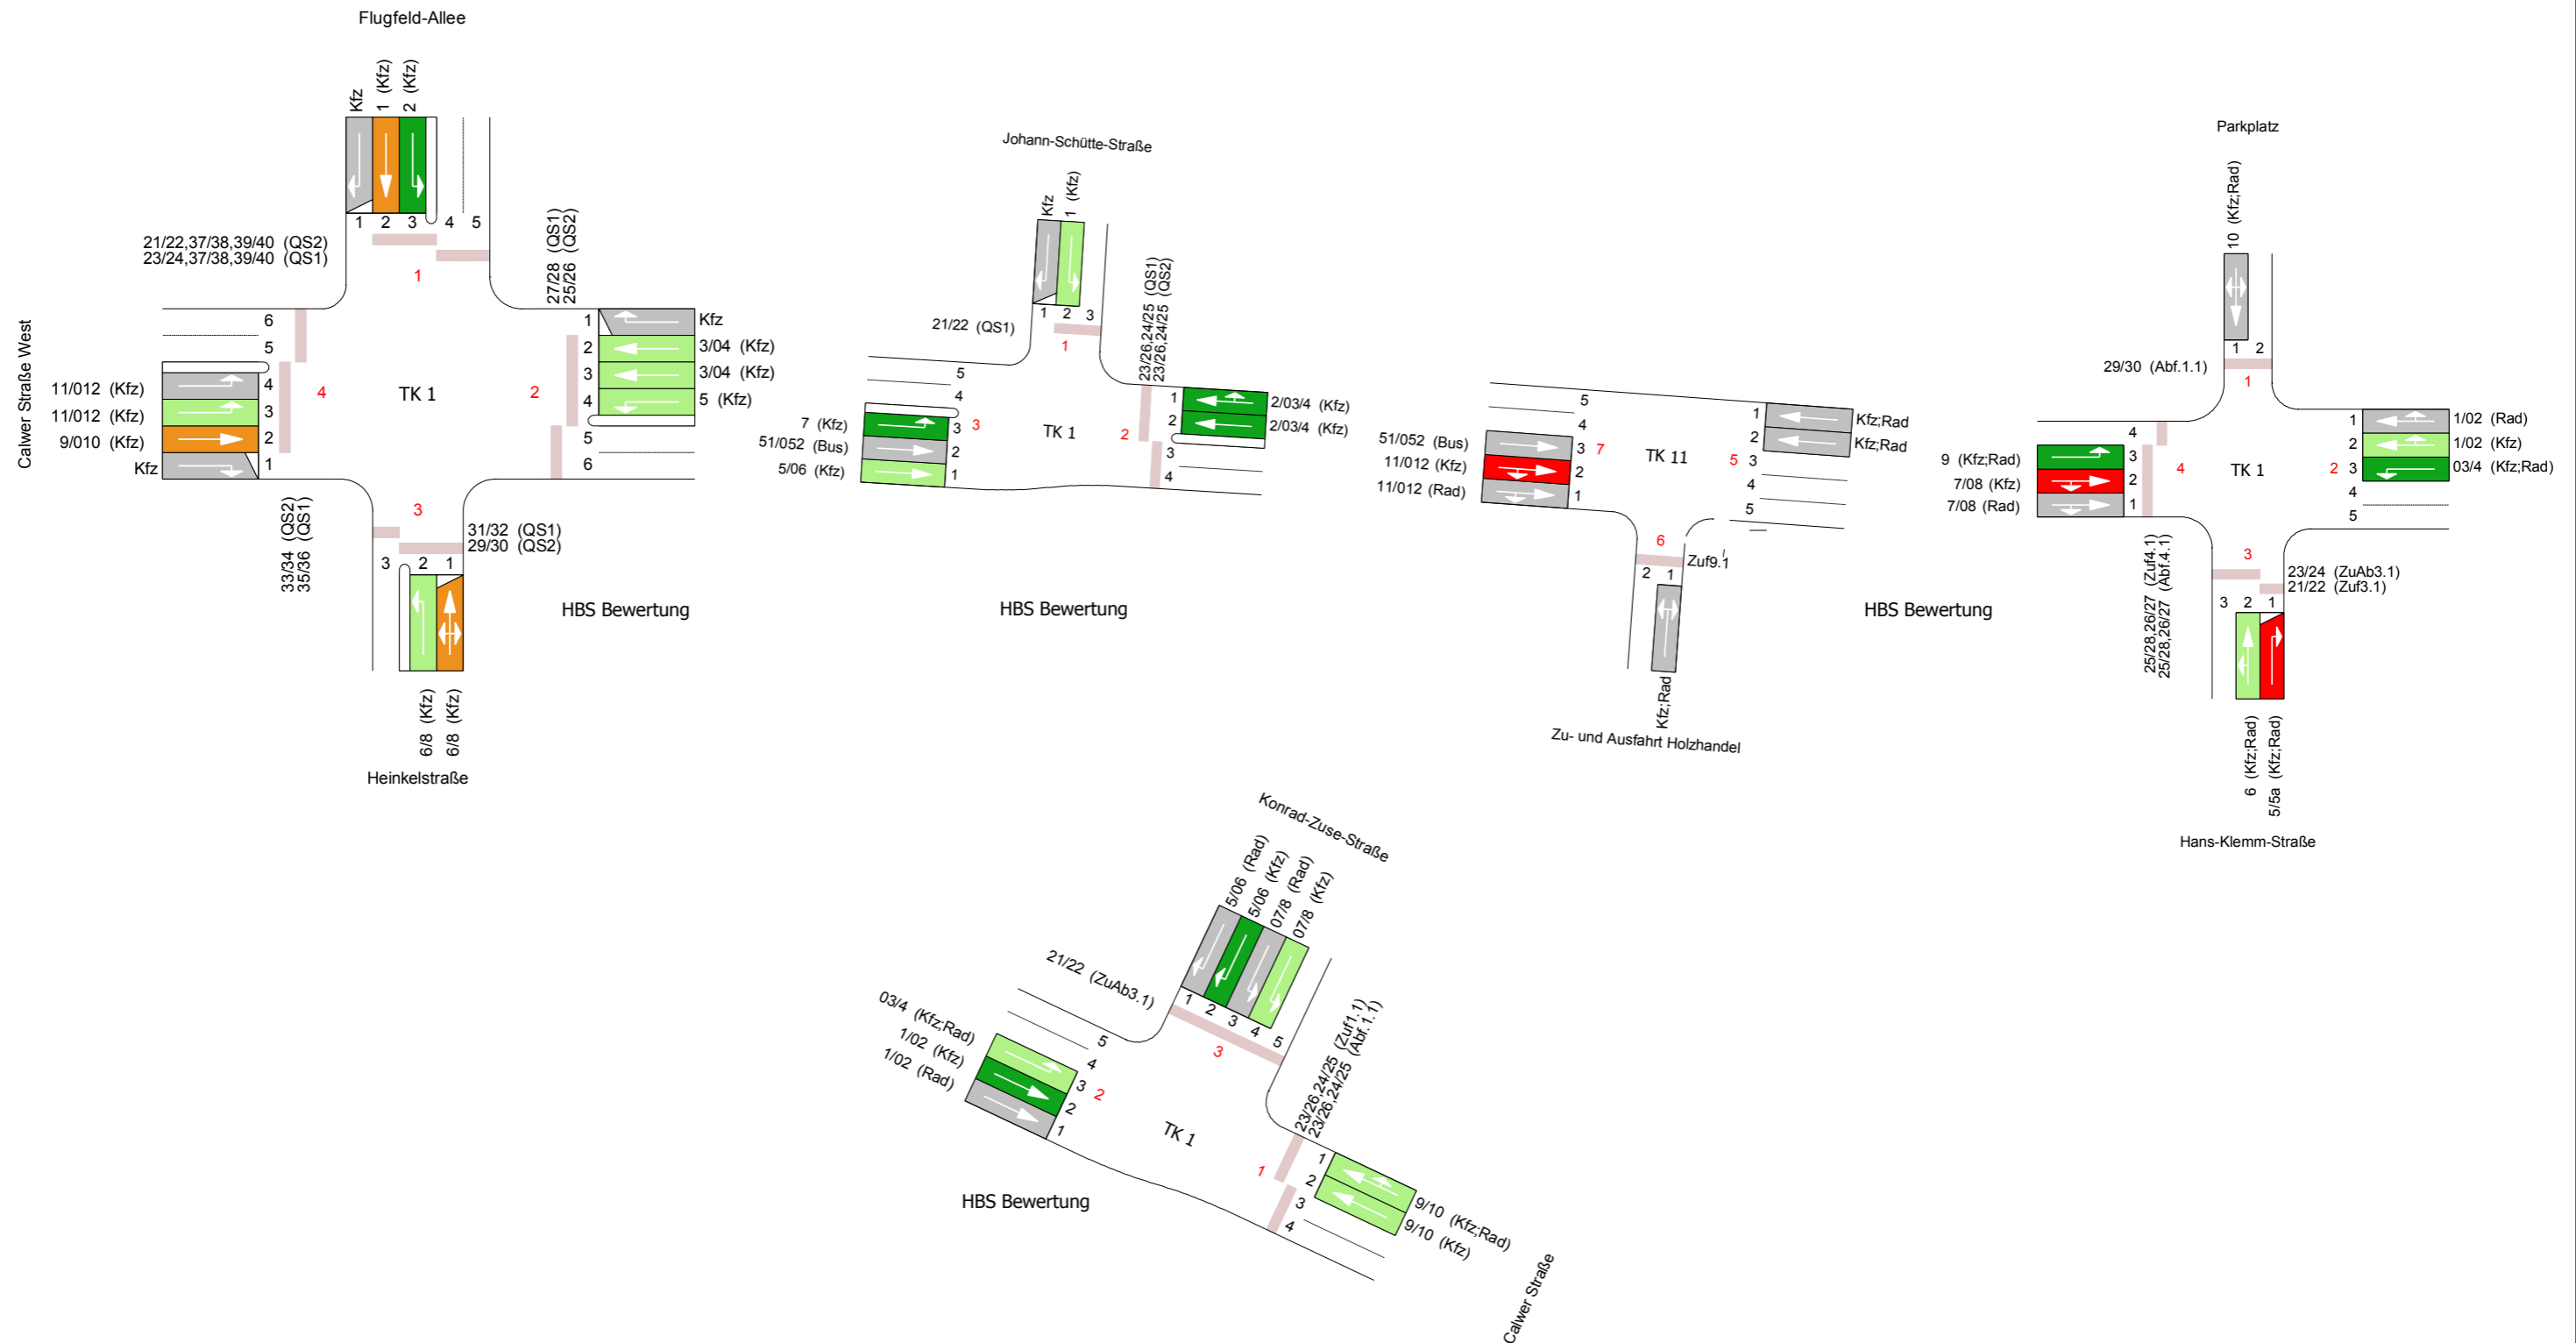 Flugfeld-Allee
Kfz
1 (Kfz)
2 (Kfz)
1 2 3 4 5
21/22,37/38,39/40 (QS2)
23/24,37/38,39/40 (QS1)
1
27/28 (QS1)
25/26 (QS2)
Calwer Straße West
6
5
4
3
2
1
11/012 (Kfz)
11/012 (Kfz)
9/010 (Kfz)
Kfz
4
TK 1
2
1
2
3
4
5
6
Kfz
3/04 (Kfz)
3/04 (Kfz)
5 (Kfz)
33/34 (QS2)
35/36 (QS1)
3
31/32 (QS1)
29/30 (QS2)
3 2 1
HBS Bewertung
6/8 (Kfz)
6/8 (Kfz)
Heinkelstraße
Johann-Schütte-Straße
Kfz
1 (Kfz)
21/22 (QS1)
1 2 3
1
23/26,24/25 (QS1)
23/26,24/25 (QS2)
5
4
3
2
1
7 (Kfz)
51/052 (Bus)
5/06 (Kfz)
3
TK 1
2
1
2
3
4
2/03/4 (Kfz)
2/03/4 (Kfz)
HBS Bewertung
5
4
3
2
1
51/052 (Bus)
11/012 (Kfz)
11/012 (Rad)
7
TK 11
5
1
2
3
4
5
Kfz;Rad
Kfz;Rad
6
Zuf9.1
2 1
Kfz;Rad
Zu- und Ausfahrt Holzhandel
HBS Bewertung
Parkplatz
10 (Kfz;Rad)
1 2
29/30 (Abf.1.1)
1
4
3
2
1
9 (Kfz;Rad)
7/08 (Kfz)
7/08 (Rad)
4
TK 1
2
1
2
3
4
5
1/02 (Rad)
1/02 (Kfz)
03/4 (Kfz;Rad)
25/28,26/27 (Zuf4.1)
25/28,26/27 (Abf.4.1)
3
23/24 (ZuAb3.1)
21/22 (Zuf3.1)
3 2 1
6 (Kfz;Rad)
5/5a (Kfz;Rad)
Hans-Klemm-Straße
Konrad-Zuse-Straße
5/06 (Rad)
5/06 (Kfz)
07/8 (Rad)
07/8 (Kfz)
21/22 (ZuAb3.1)
1 2 3 4 5
3
23/26,24/25 (Zuf1.1)
23/26,24/25 (Abf.1.1)
03/4 (Kfz;Rad)
1/02 (Kfz)
1/02 (Rad)
5
4
3
2
1
2
TK 1
1
1
2
3
4
9/10 (Kfz;Rad)
9/10 (Kfz)
HBS Bewertung
Calwer Straße